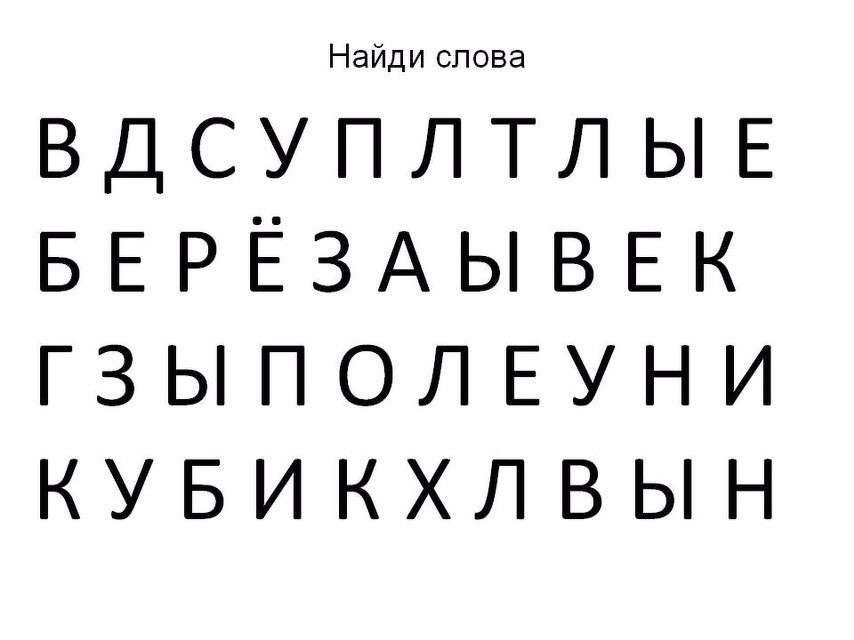 Найди слова
В Д С У П Л Т Л Ы Е
Б Е Р Ё З А Ы В Е К
Г З Ы П О Л Е У Н И
К У Б И К Х Л В Ы Н